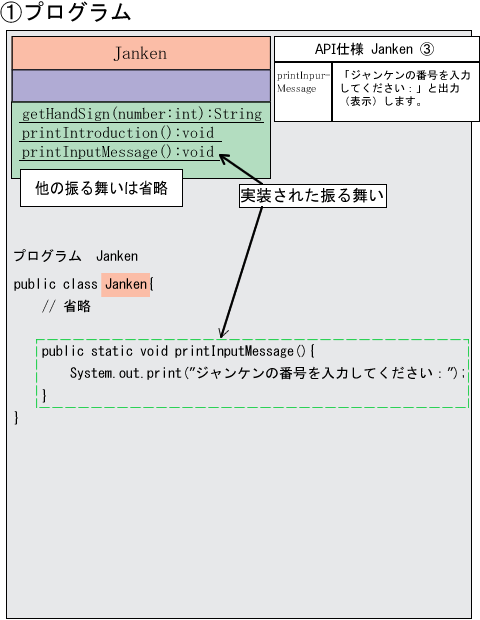 ①プログラム
Janken
getHandSign(number:int):String
printIntroduction():void
printInputMessage():void
API仕様 Janken ③
printInpur-
Message
「ジャンケンの番号を入力
してください：」と出力
（表示）します。
他の振る舞いは省略
実装された振る舞い
プログラム　Janken
public class Janken{
// 省略
public static void printInputMessage(){
System.out.print("ジャンケンの番号を入力してください：");
}
}